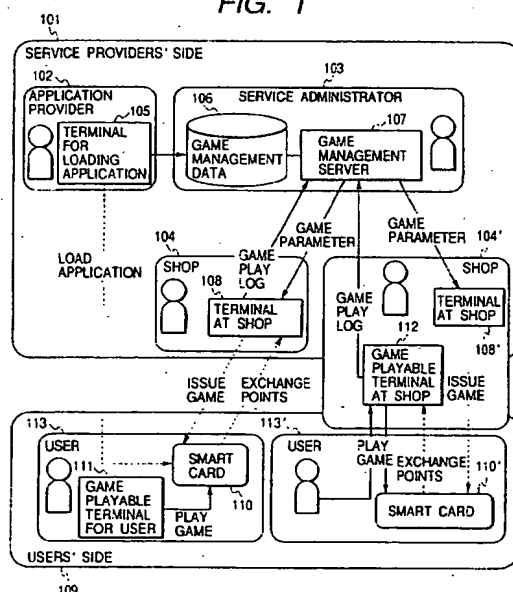 FIG. 1
101
SERVICE PROVIDERS' SIDE
102
APPLICATION
PROVIDER
105
TERMINAL
FOR
LOADING
APPLICATION
103
SERVICE ADMINISTRATOR
106
GAME
MANAGEMENT
DATA
107
GAME
MANAGEMENT
SERVER
LOAD
APPLICATION
104
SHOP
108
TERMINAL
AT SHOP
GAME
PLAY
LOG
GAME
PARAMETER
GAME
PARAMETER
104'
SHOP
TERMINAL
AT SHOP
108'
GAME
PLAY
LOG
112
GAME
PLAYABLE
TERMINAL
AT SHOP
ISSUE
GAME
ISSUE
GAME
EXCHANGE
POINTS
113
USER
111
GAME
PLAYABLE
TERMINAL
FOR USER
PLAY
GAME
SMART
CARD
110
113'
USER
PLAY
GAME
EXCHANGE
POINTS
110'
SMART CARD
USERS' SIDE
109